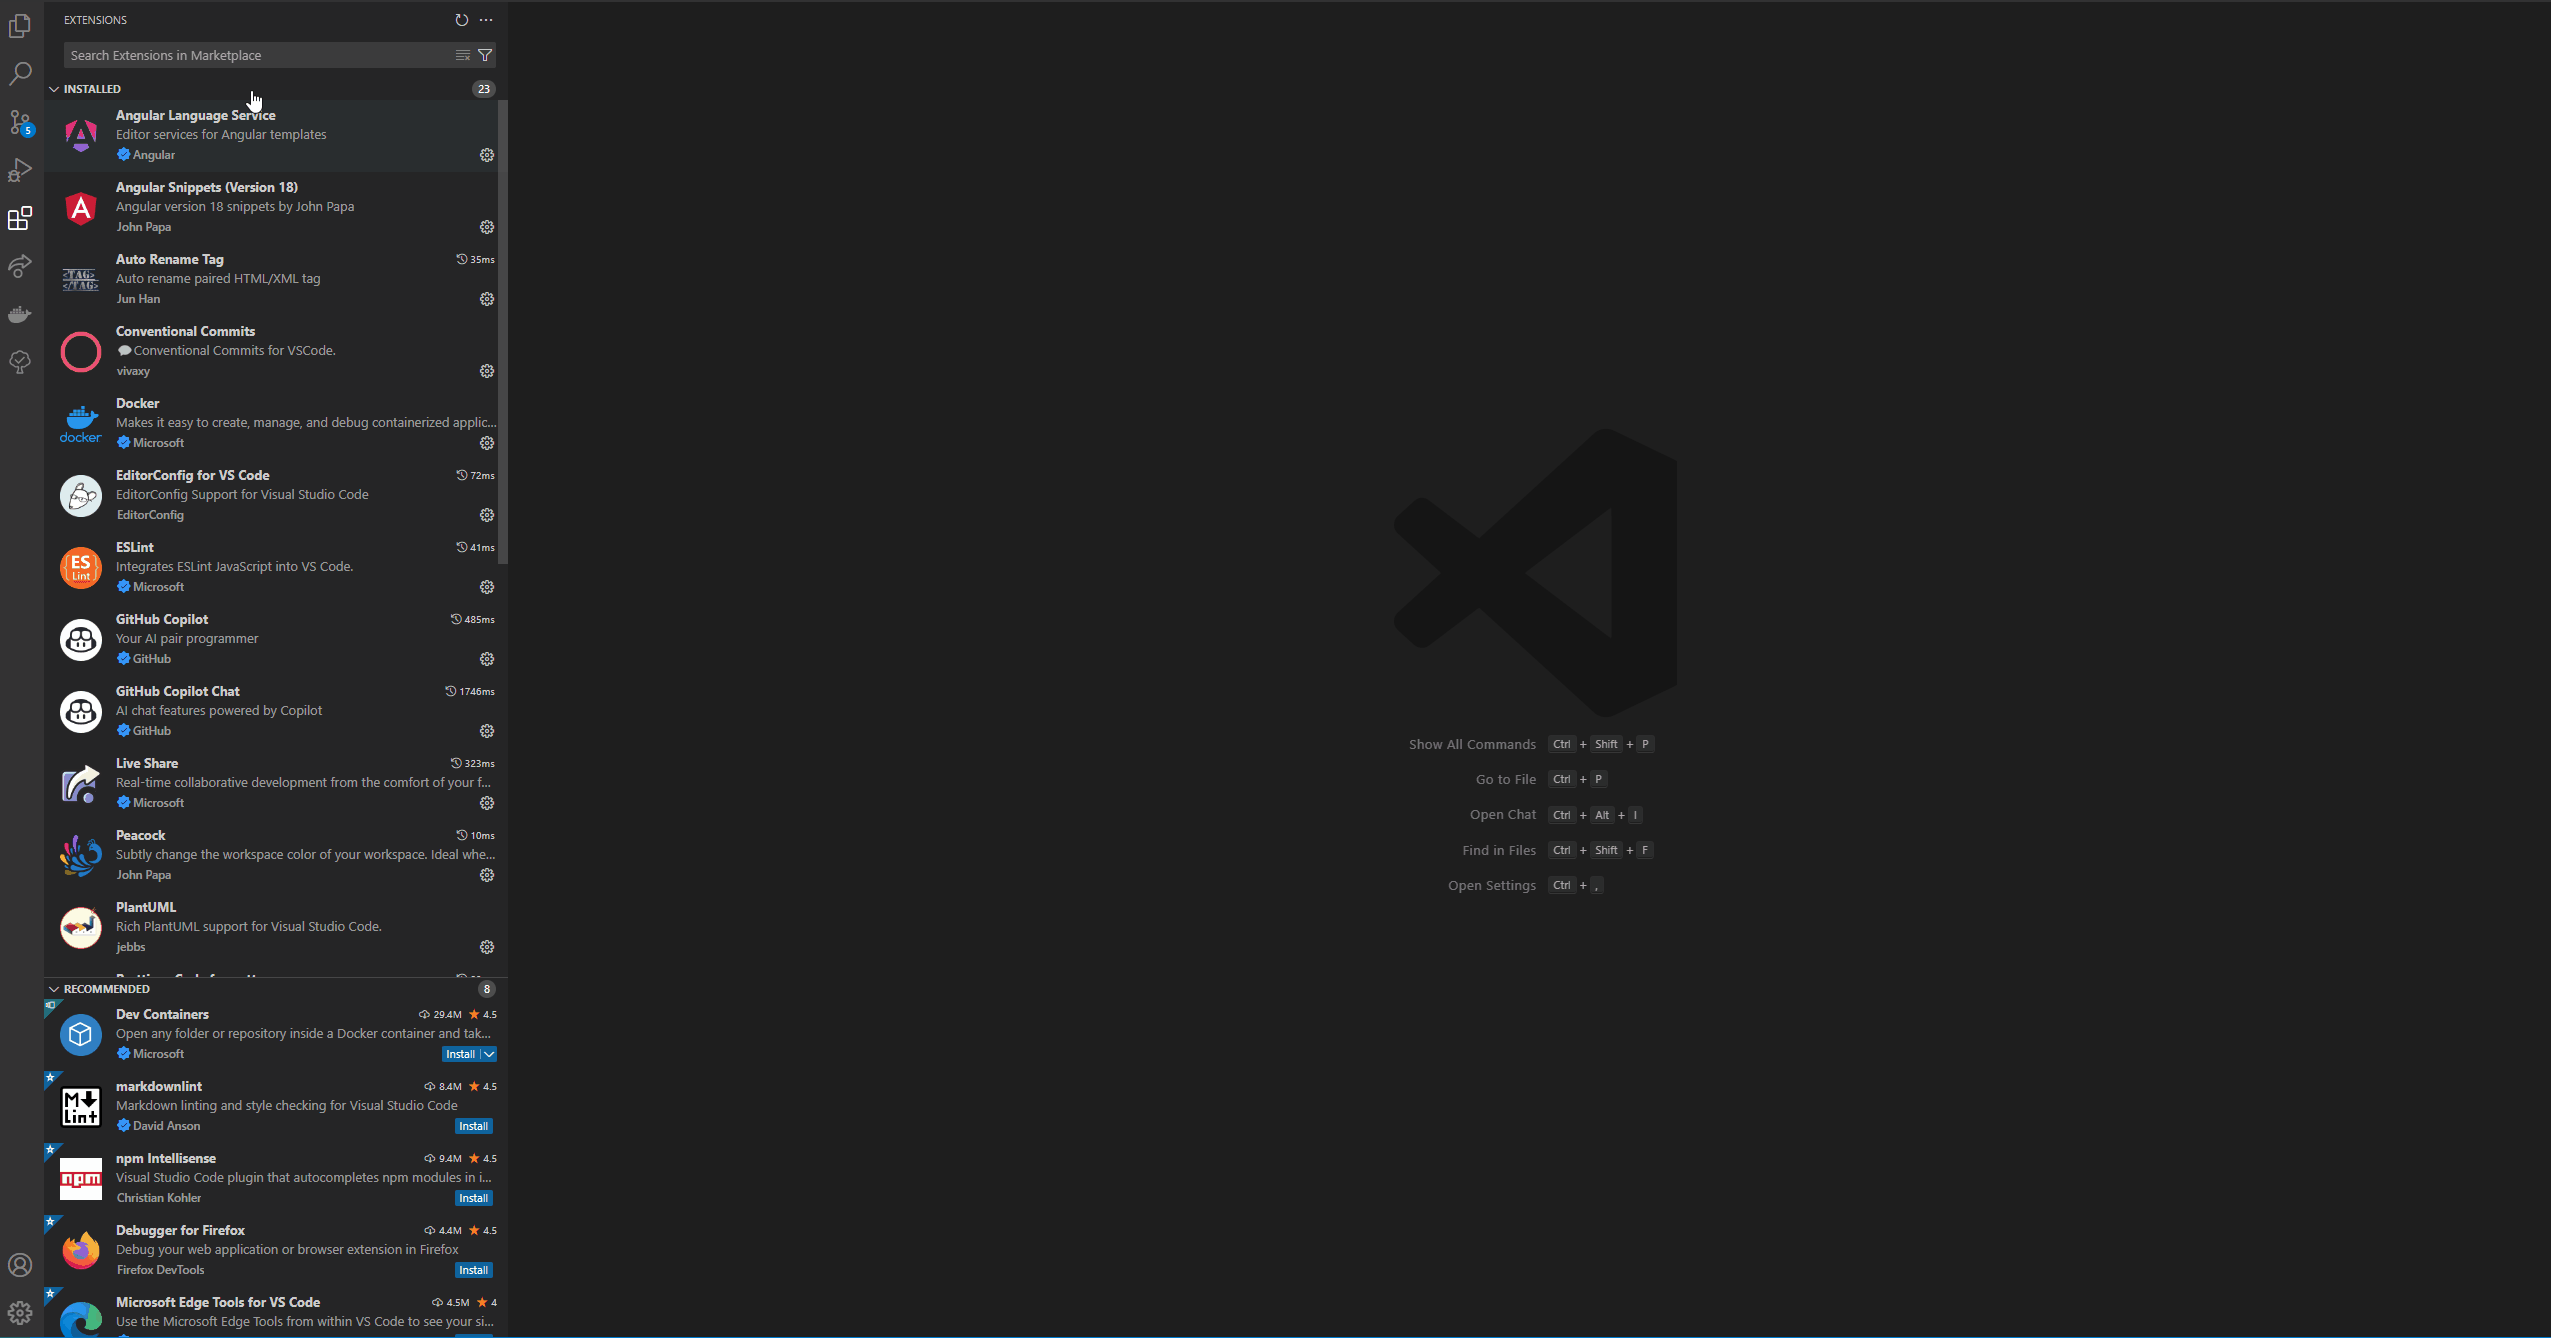 EXTENSIONS
Search Extensions in Marketplace
INSTALLED 23
Angular Language Service
Editor services for Angular templates
Angular
Angular Snippets (Version 18)
Angular version 18 snippets by John Papa
John Papa
Auto Rename Tag 35ms
<TAG>
</TAG>
Auto rename paired HTML/XML tag
Jun Han
Conventional Commits
Conventional Commits for VSCode.
vivaxy
Docker
Makes it easy to create, manage, and debug containerized applic...
docker
Microsoft
EditorConfig for VS Code 72ms
EditorConfig Support for Visual Studio Code
EditorConfig
ESLint 41ms
ES
Lint
Integrates ESLint JavaScript into VS Code.
Microsoft
GitHub Copilot 485ms
Your AI pair programmer
GitHub
GitHub Copilot Chat 1746ms
AI chat features powered by Copilot
GitHub
Live Share 323ms
Real-time collaborative development from the comfort of your f...
Microsoft
Peacock 10ms
Subtly change the workspace color of your workspace. Ideal whe...
John Papa
PlantUML
Rich PlantUML support for Visual Studio Code.
jebbs
RECOMMENDED 8
Dev Containers 29.4M 4.5
Open any folder or repository inside a Docker container and tak...
Microsoft Install
markdownlint 8.4M 4.5
M
Lint
Markdown linting and style checking for Visual Studio Code
David Anson Install
npm Intellisense 9.4M 4.5
npm
Visual Studio Code plugin that autocompletes npm modules in i...
Christian Kohler Install
Debugger for Firefox 4.4M 4.5
Debug your web application or browser extension in Firefox
Firefox DevTools Install
Microsoft Edge Tools for VS Code 4.5M 4
Use the Microsoft Edge Tools from within VS Code to see your si...
5
Show All Commands Ctrl + Shift + P
Go to File Ctrl + P
Open Chat Ctrl + Alt + I
Find in Files Ctrl + Shift + F
Open Settings Ctrl + ,